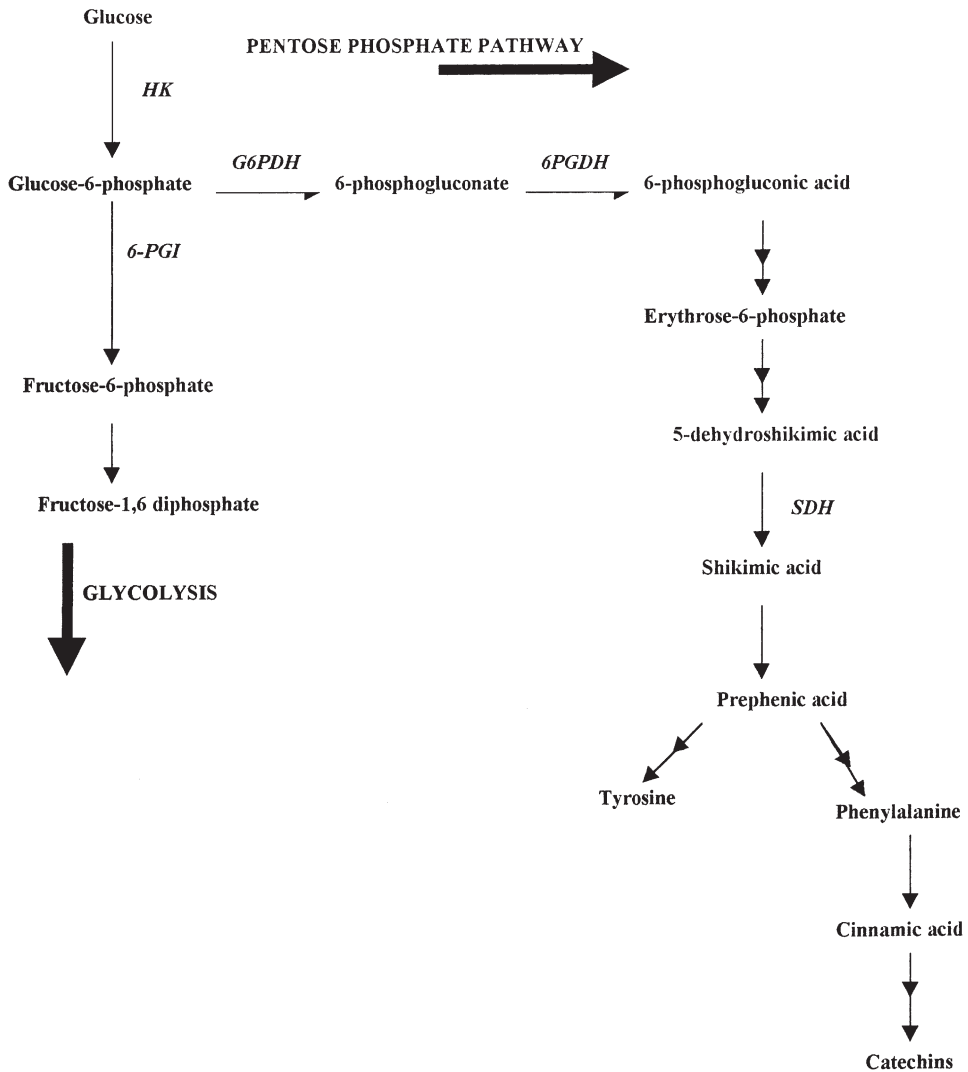 Glucose
PENTOSE PHOSPHATE PATHWAY
HK
G6PDH
6PGDH
Glucose-6-phosphate
6-phosphogluconate
6-phosphogluconic acid
6-PGI
Erythrose-6-phosphate
Fructose-6-phosphate
5-dehydroshikimic acid
Fructose-1,6 diphosphate
SDH
Shikimic acid
GLYCOLYSIS
Prephenic acid
Tyrosine
Phenylalanine
Cinnamic acid
Catechins